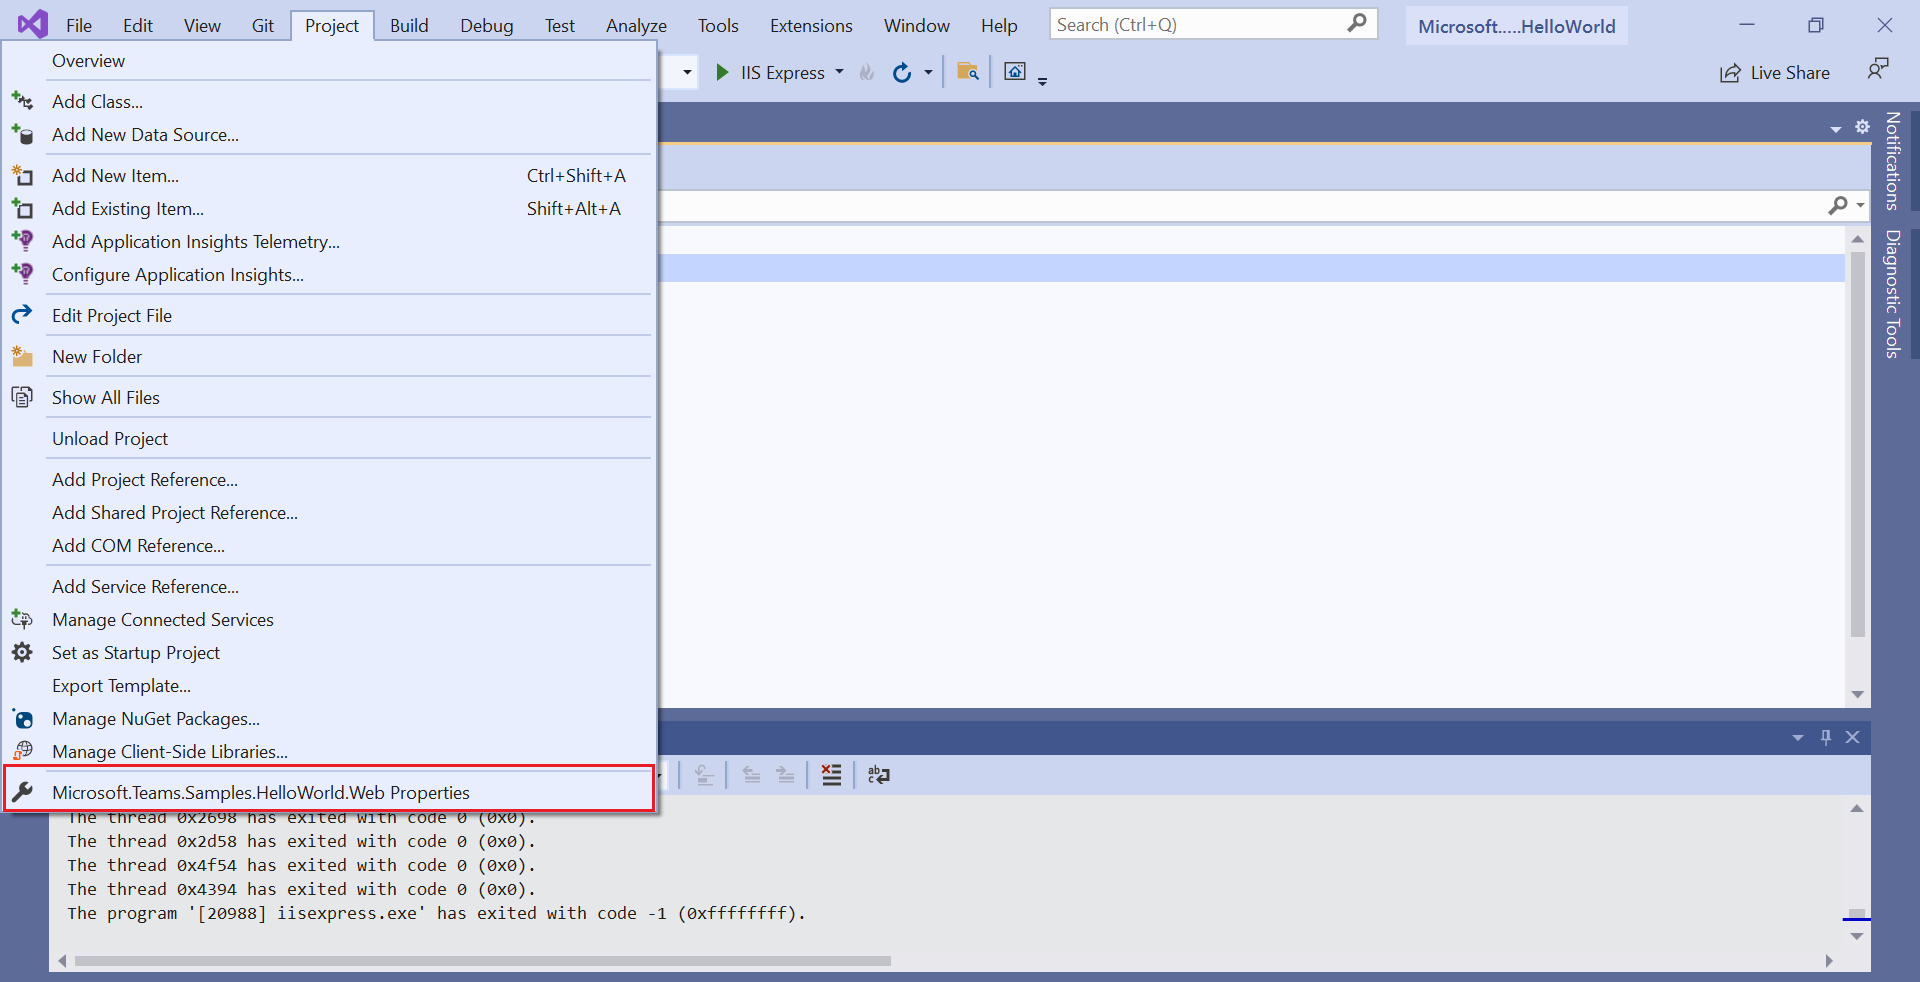 File Edit View Git Project Build Debug Test Analyze Tools Extensions Window Help Search (Ctrl+Q) Microsoft.....HelloWorld
IIS Express Live Share
Overview
Add Class...
Add New Data Source...
Add New Item... Ctrl+Shift+A
Add Existing Item... Shift+Alt+A
Add Application Insights Telemetry...
Configure Application Insights...
Edit Project File
New Folder
Show All Files
Unload Project
Add Project Reference...
Add Shared Project Reference...
Add COM Reference...
Add Service Reference...
Manage Connected Services
Set as Startup Project
Export Template...
Manage NuGet Packages...
Manage Client-Side Libraries...
Microsoft.Teams.Samples.HelloWorld.Web Properties
Notifications
Diagnostic Tools
The thread 0x2698 has exited with code 0 (0x0).
The thread 0x2d58 has exited with code 0 (0x0).
The thread 0x4f54 has exited with code 0 (0x0).
The thread 0x4394 has exited with code 0 (0x0).
The program '[20988] iisexpress.exe' has exited with code -1 (0xffffffff).